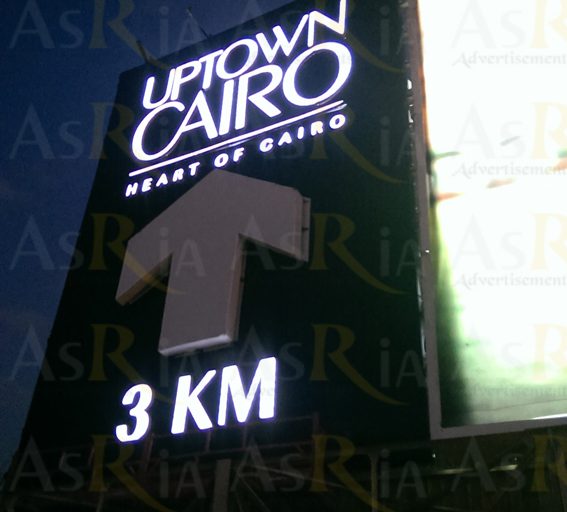 UPTOWN
CAIRO
HEART OF CAIRO
3 KM
AsRiA
Advertisement